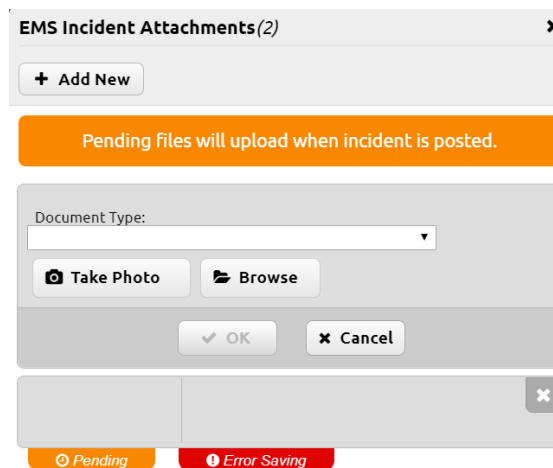 EMS Incident Attachments(2)
+ Add New
Pending files will upload when incident is posted.
Document Type:
Take Photo Browse
OK Cancel
Pending Error Saving